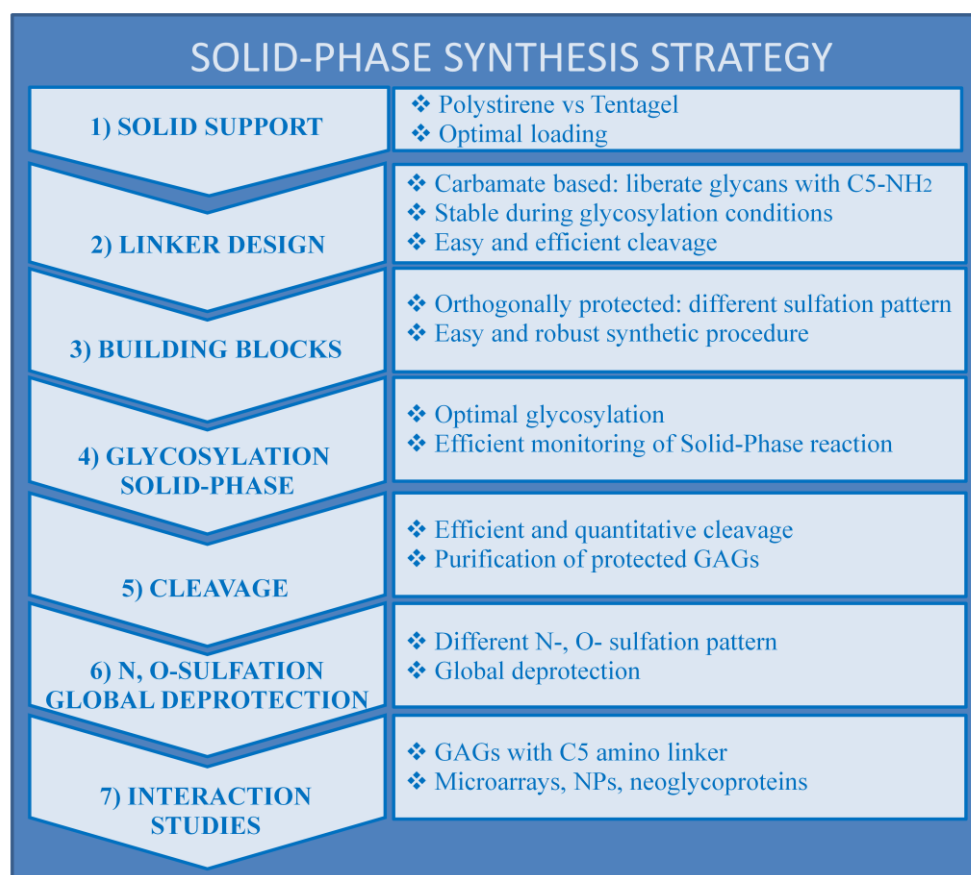 SOLID-PHASE SYNTHESIS STRATEGY
1) SOLID SUPPORT
❖ Polystirene vs Tentagel
❖ Optimal loading
2) LINKER DESIGN
❖ Carbamate based: liberate glycans with C5-NH2
❖ Stable during glycosylation conditions
❖ Easy and efficient cleavage
3) BUILDING BLOCKS
❖ Orthogonally protected: different sulfation pattern
❖ Easy and robust synthetic procedure
4) GLYCOSYLATION
SOLID-PHASE
❖ Optimal glycosylation
❖ Efficient monitoring of Solid-Phase reaction
5) CLEAVAGE
❖ Efficient and quantitative cleavage
❖ Purification of protected GAGs
6) N, O-SULFATION
GLOBAL DEPROTECTION
❖ Different N-, O- sulfation pattern
❖ Global deprotection
7) INTERACTION
STUDIES
❖ GAGs with C5 amino linker
❖ Microarrays, NPs, neoglycoproteins